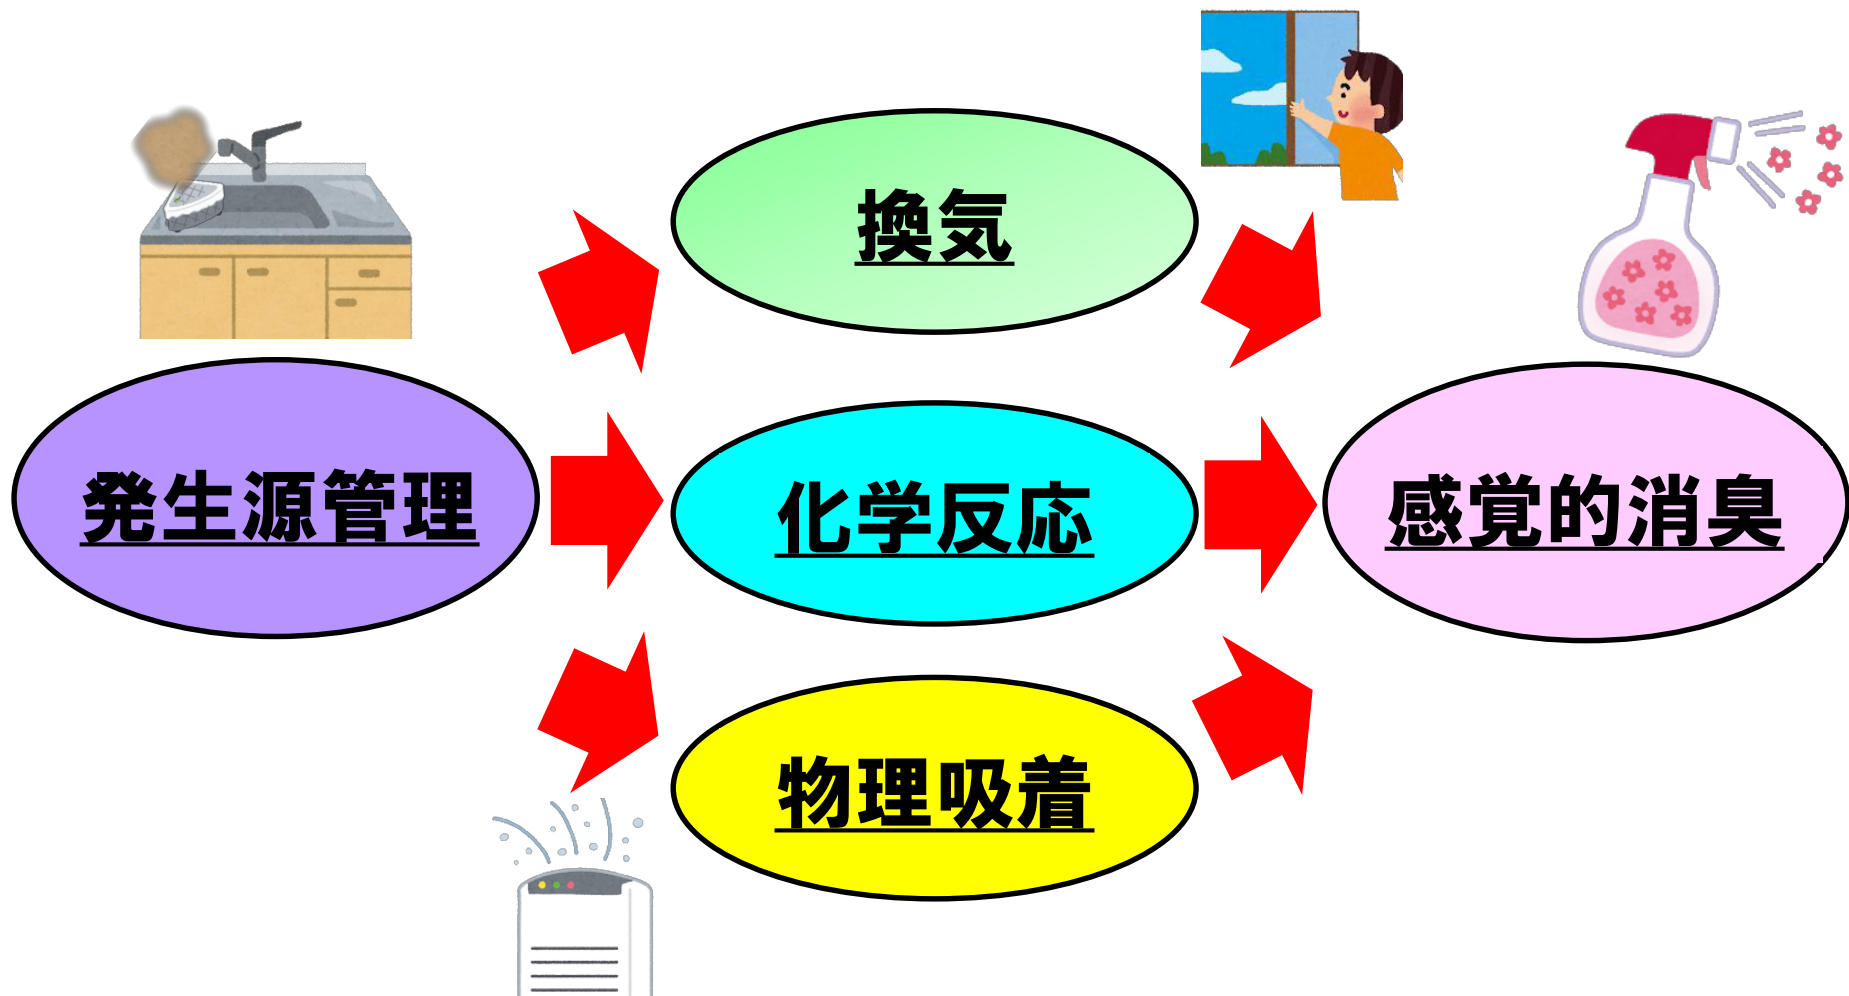 換気
発生源管理
化学反応
感覚的消臭
物理吸着